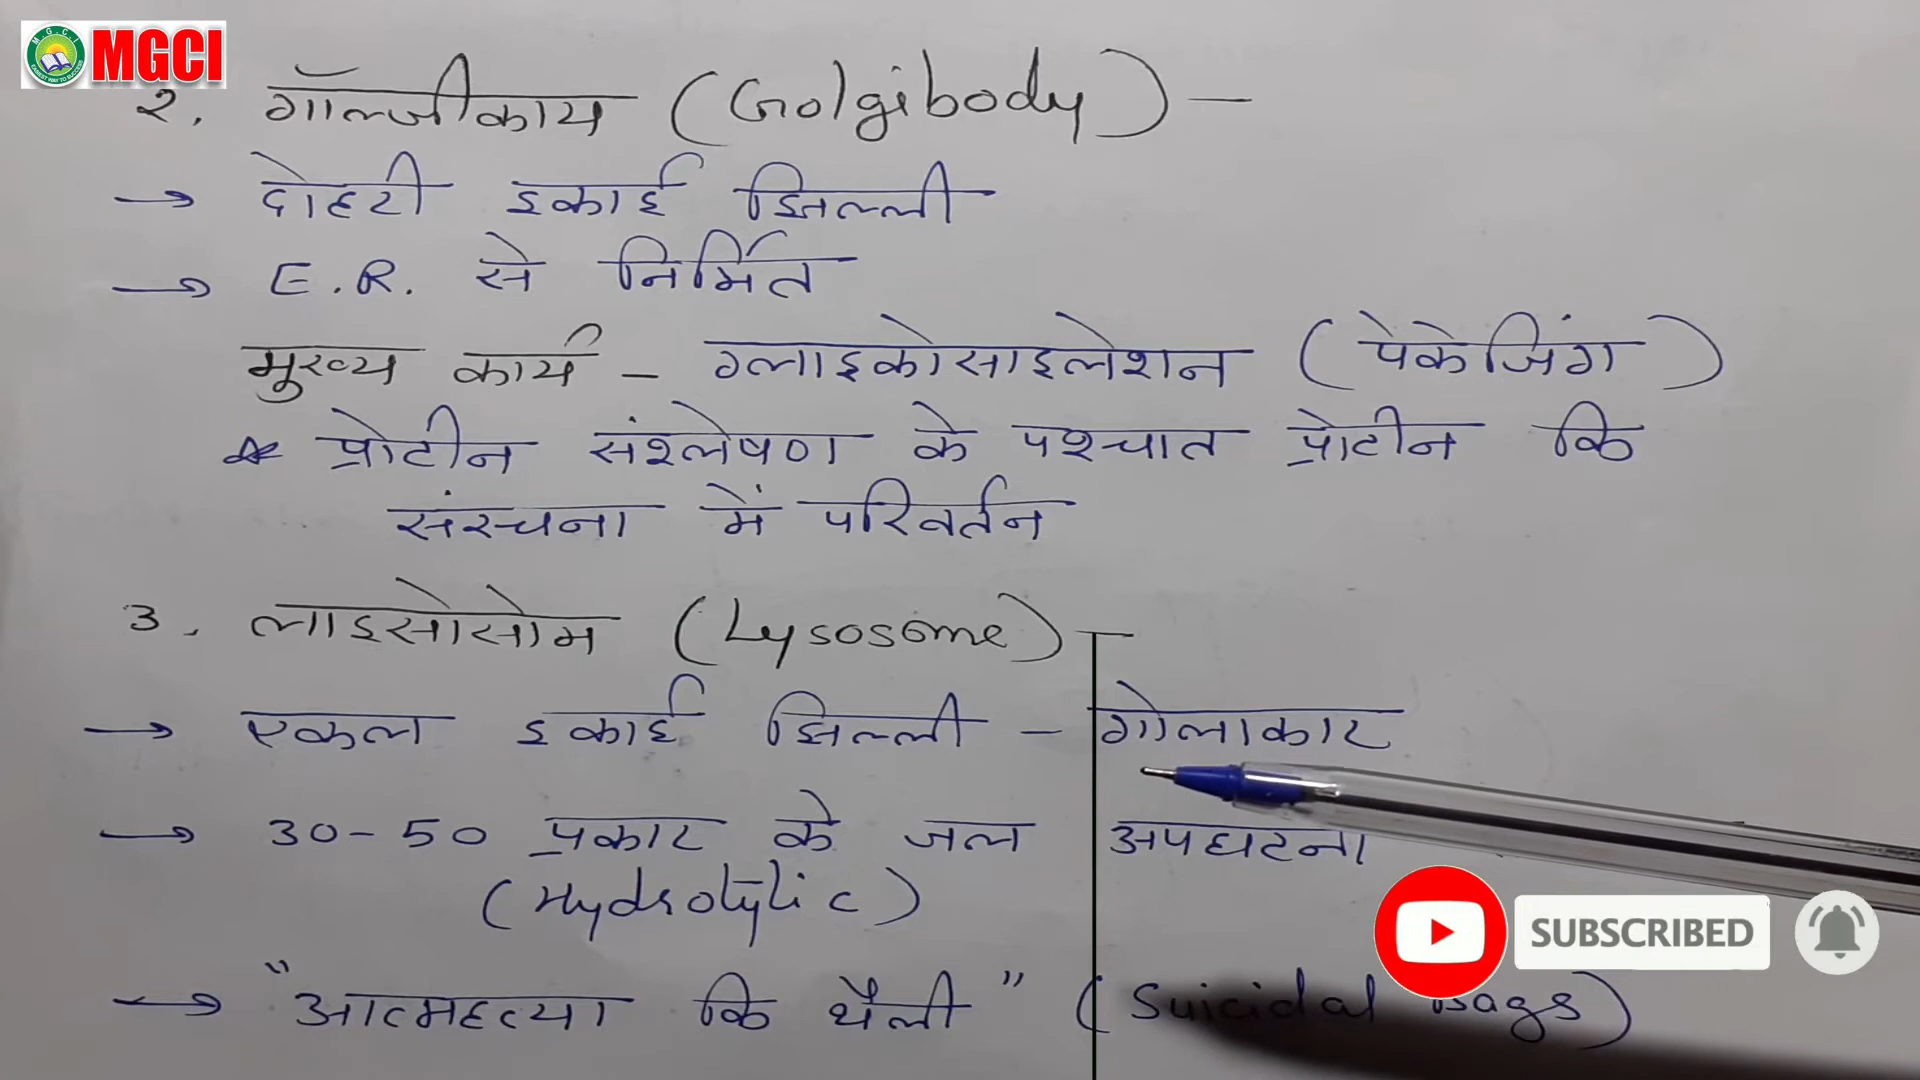 MGCI
2. गॉल्जीकाय (Golgibody) -
→ दोहरी इकाई झिल्ली
→ E.R. से निर्मित
मुख्य कार्य - ग्लाइकोसाइलेशन (पेकेजिंग)
* प्रोटीन संश्लेषण के पश्चात प्रोटीन कि
संरचना में परिवर्तन
3. लाइसोसोम (Lysosome) -
→ एकल इकाई झिल्ली - गोलाकार
→ 30-50 प्रकार के जल अपघटना
(Hydrolytic)
SUBSCRIBED
→ "आत्महत्या कि थैली" (Suicidal Bags)